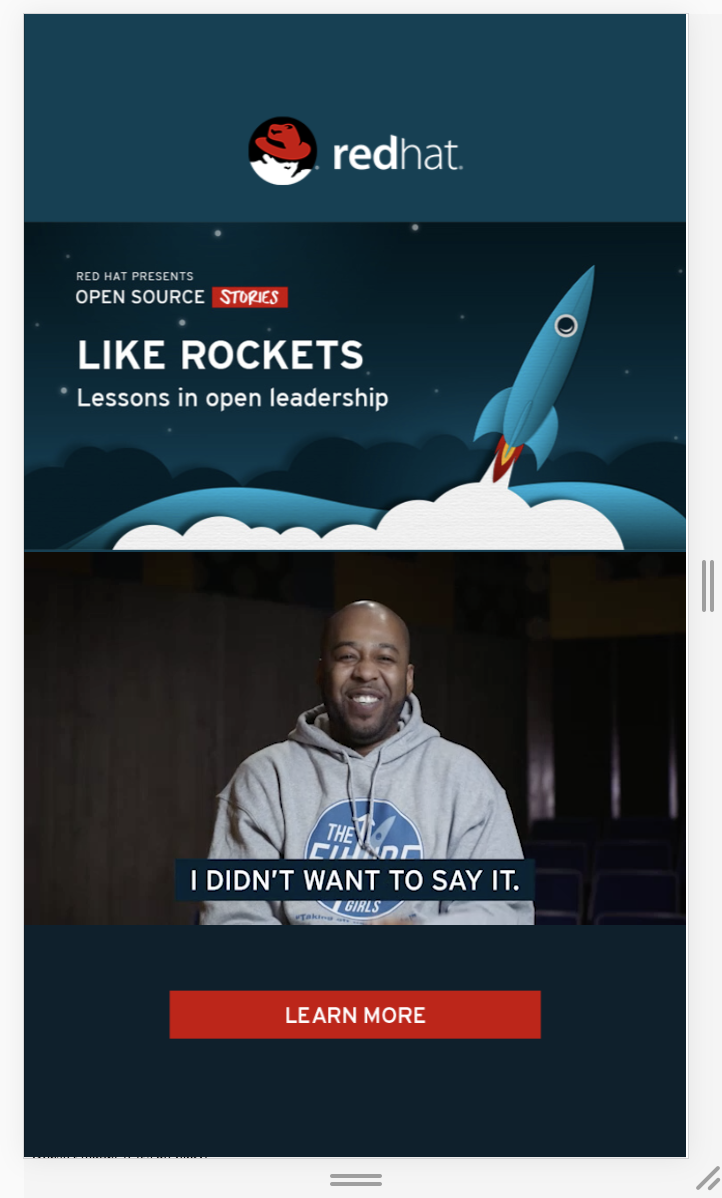 redhat.
RED HAT PRESENTS
OPEN SOURCE STORIES
LIKE ROCKETS
Lessons in open leadership
THE
I DIDN'T WANT TO SAY IT.
GIRLS
LEARN MORE